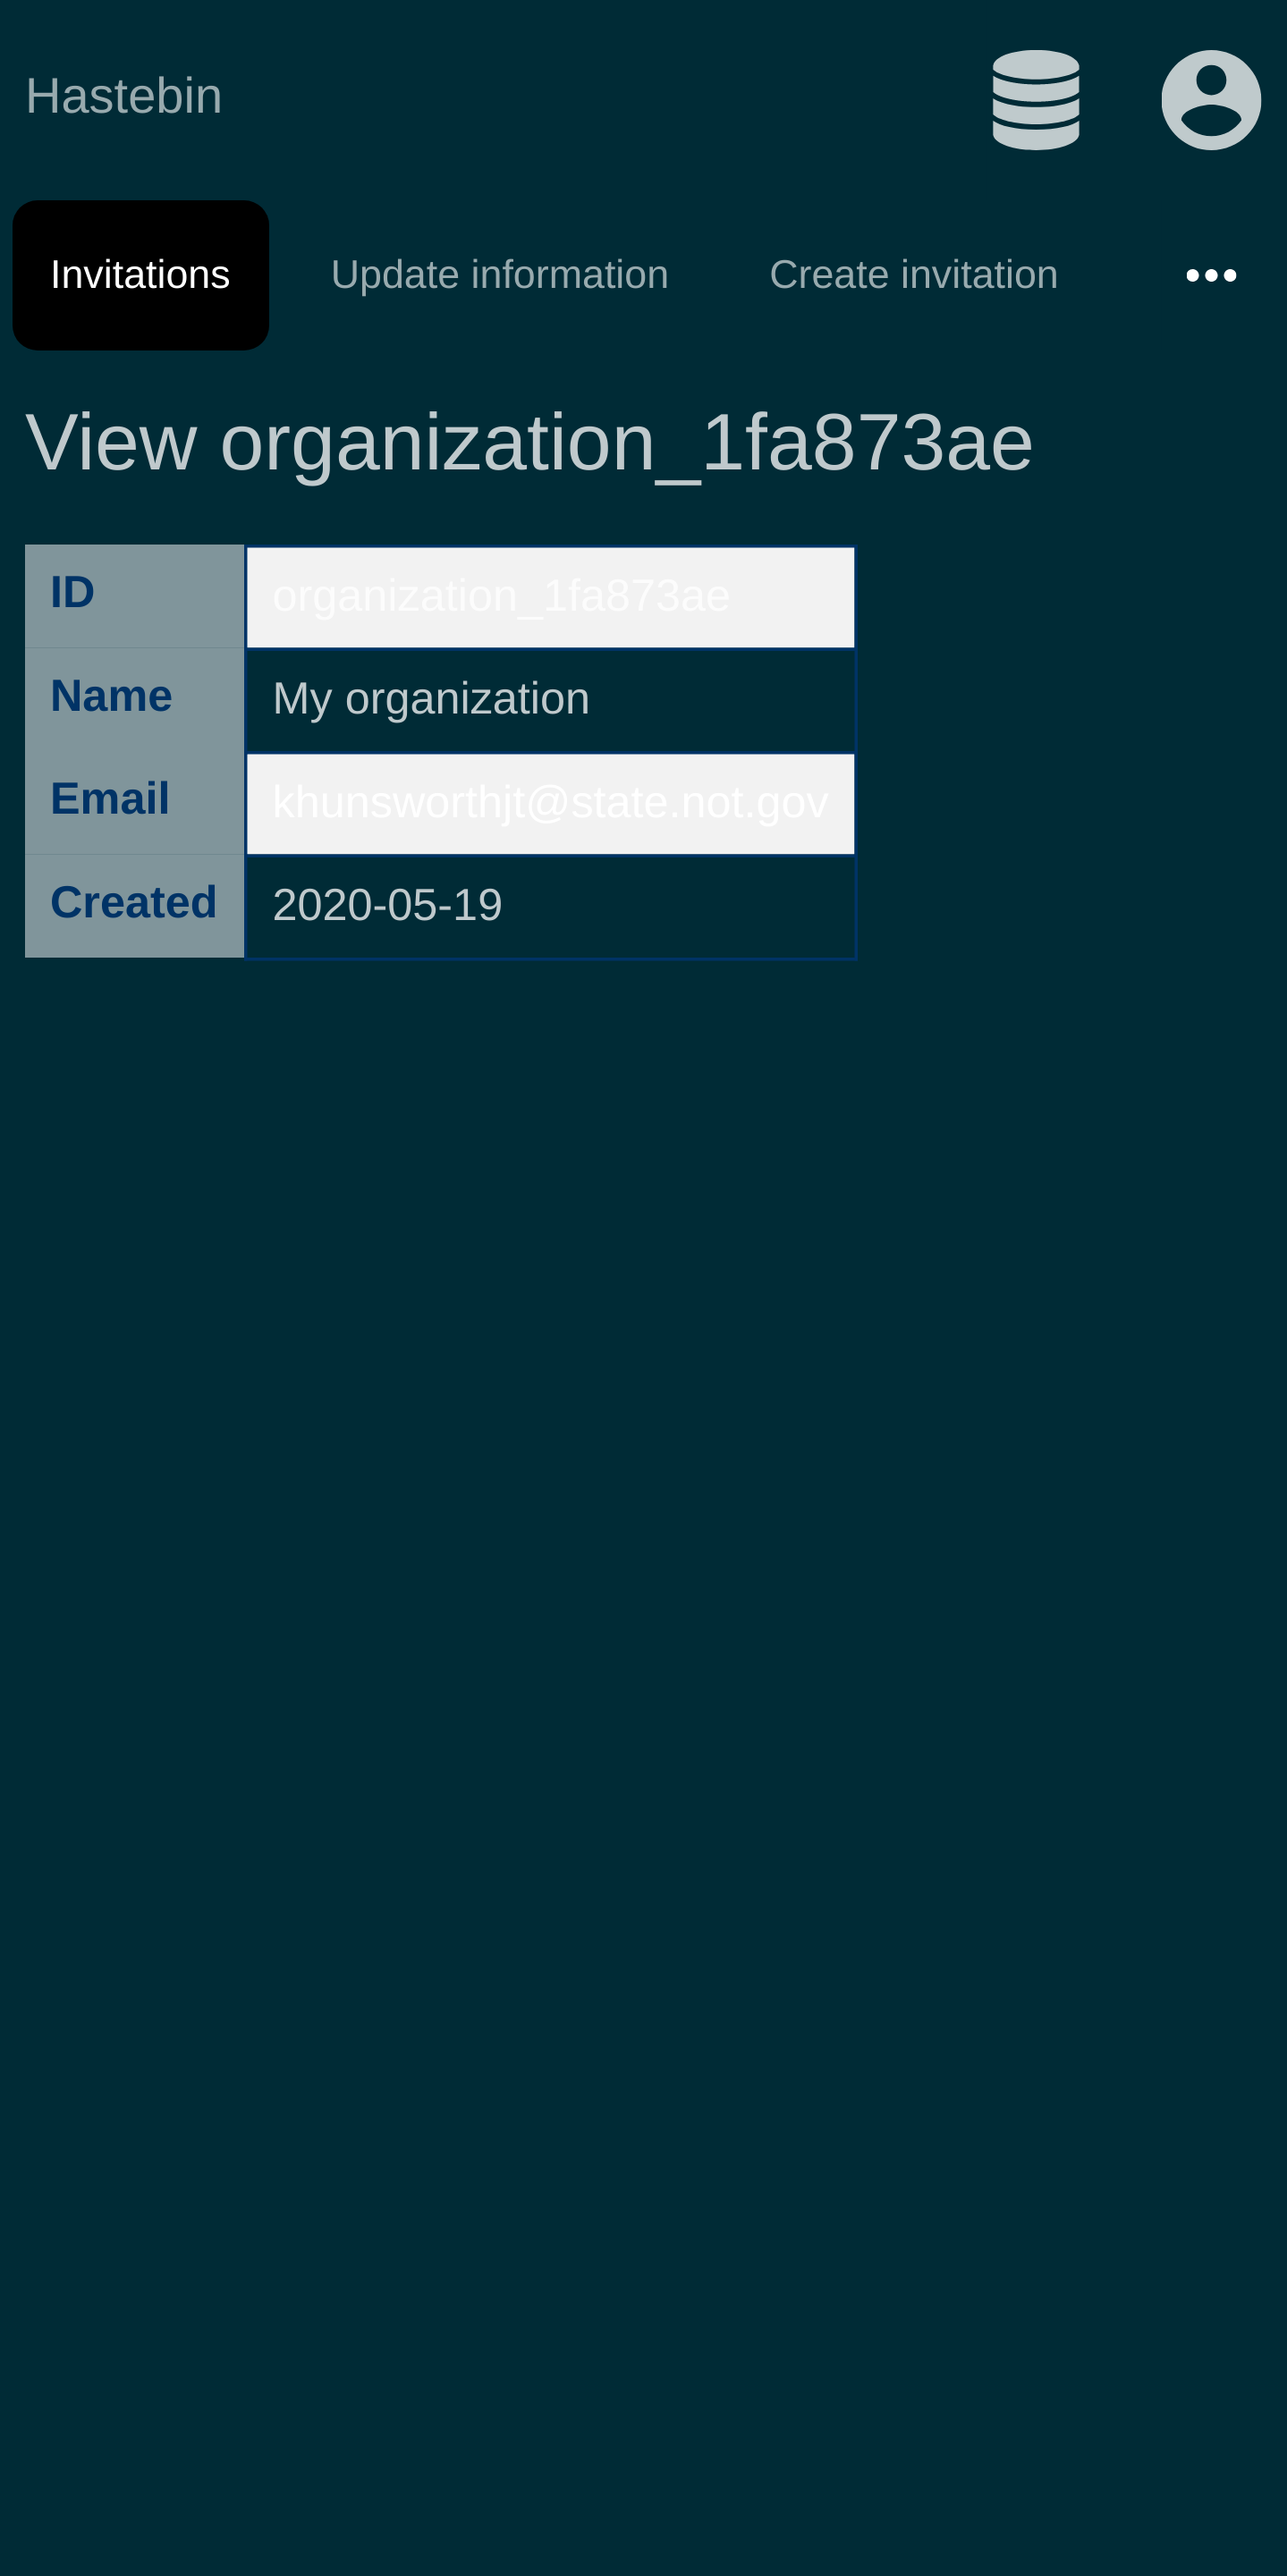 Hastebin
Invitations Update information Create invitation
View organization_1fa873ae
ID organization_1fa873ae
Name My organization
Email khunsworthjt@state.not.gov
Created 2020-05-19